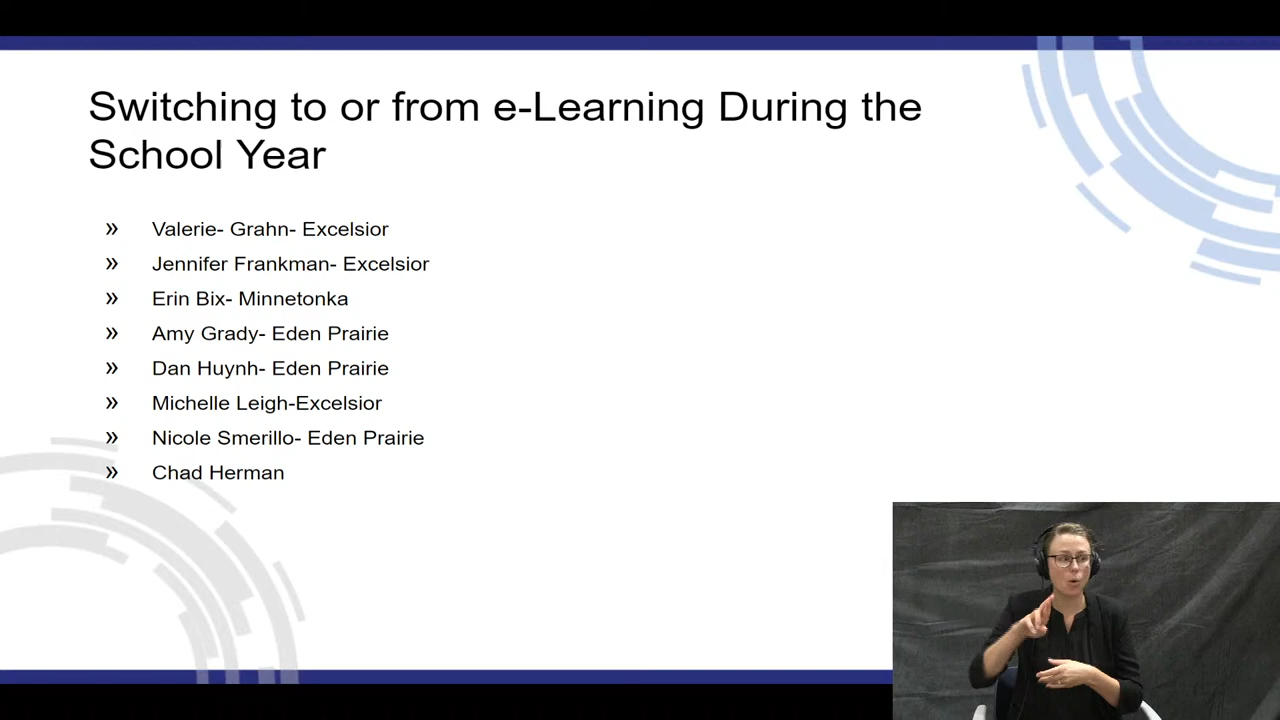 Switching to or from e-Learning During the
School Year
» Valerie- Grahn- Excelsior
» Jennifer Frankman- Excelsior
» Erin Bix- Minnetonka
» Amy Grady- Eden Prairie
» Dan Huynh- Eden Prairie
» Michelle Leigh-Excelsior
» Nicole Smerillo- Eden Prairie
» Chad Herman